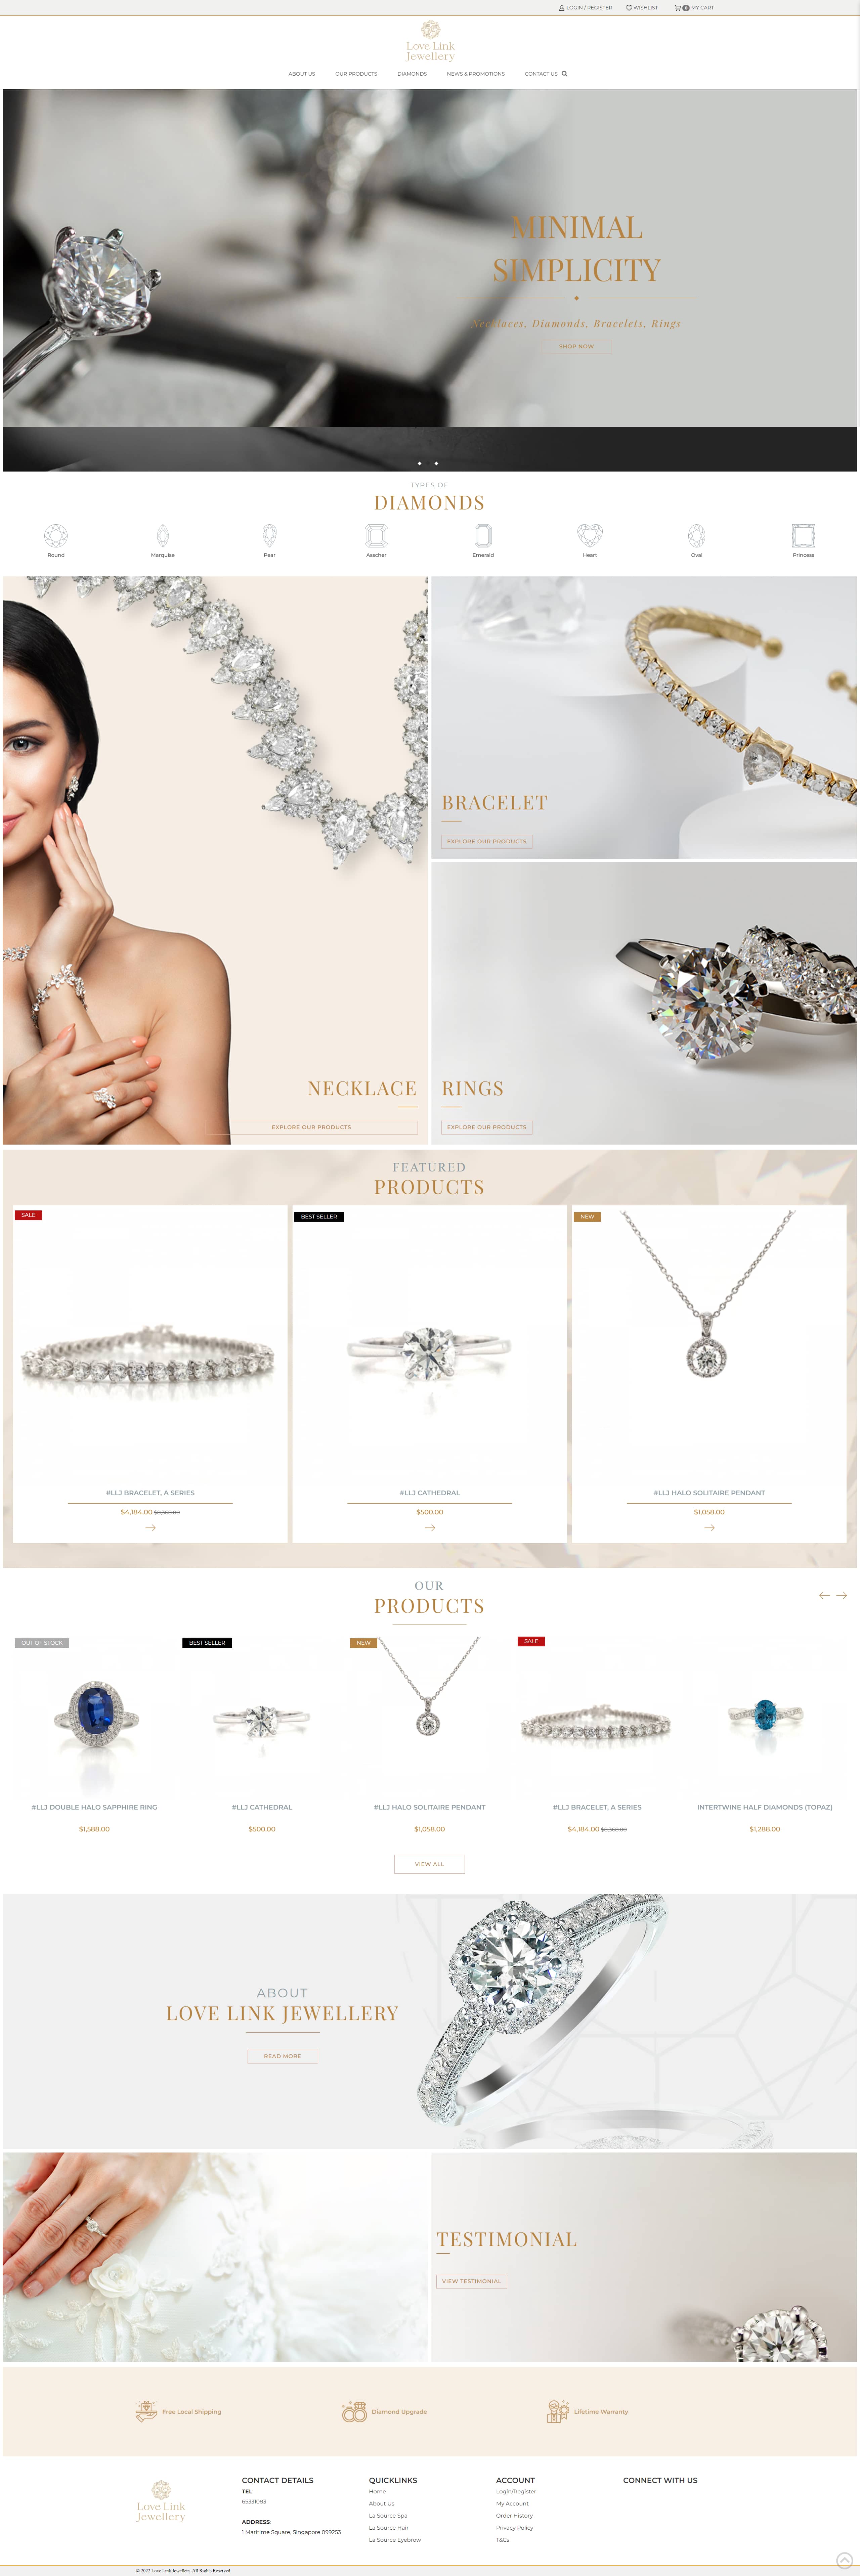 LOGIN / REGISTER WISHLIST 0 MY CART
Love Link
Jewellery
ABOUT US OUR PRODUCTS DIAMONDS NEWS & PROMOTIONS CONTACT US
MINIMAL
SIMPLICITY
Necklaces, Diamonds, Bracelets, Rings
SHOP NOW
TYPES OF
DIAMONDS
Round Marquise Pear Asscher Emerald Heart Oval Princess
BRACELET
EXPLORE OUR PRODUCTS
NECKLACE
EXPLORE OUR PRODUCTS
RINGS
EXPLORE OUR PRODUCTS
FEATURED
PRODUCTS
SALE BEST SELLER NEW
#LLJ BRACELET, A SERIES #LLJ CATHEDRAL #LLJ HALO SOLITAIRE PENDANT
$4,184.00 $8,368.00 $500.00 $1,058.00
OUR
PRODUCTS
OUT OF STOCK BEST SELLER NEW SALE
#LLJ DOUBLE HALO SAPPHIRE RING #LLJ CATHEDRAL #LLJ HALO SOLITAIRE PENDANT #LLJ BRACELET, A SERIES INTERTWINE HALF DIAMONDS (TOPAZ)
$1,588.00 $500.00 $1,058.00 $4,184.00 $8,368.00 $1,288.00
VIEW ALL
ABOUT
LOVE LINK JEWELLERY
READ MORE
TESTIMONIAL
VIEW TESTIMONIAL
Free Local Shipping Diamond Upgrade Lifetime Warranty
Love Link
Jewellery
CONTACT DETAILS
TEL:
65331083
ADDRESS:
1 Maritime Square, Singapore 099253
QUICKLINKS
Home
About Us
La Source Spa
La Source Hair
La Source Eyebrow
ACCOUNT
Login/Register
My Account
Order History
Privacy Policy
T&Cs
CONNECT WITH US
© 2022 Love Link Jewellery. All Rights Reserved.